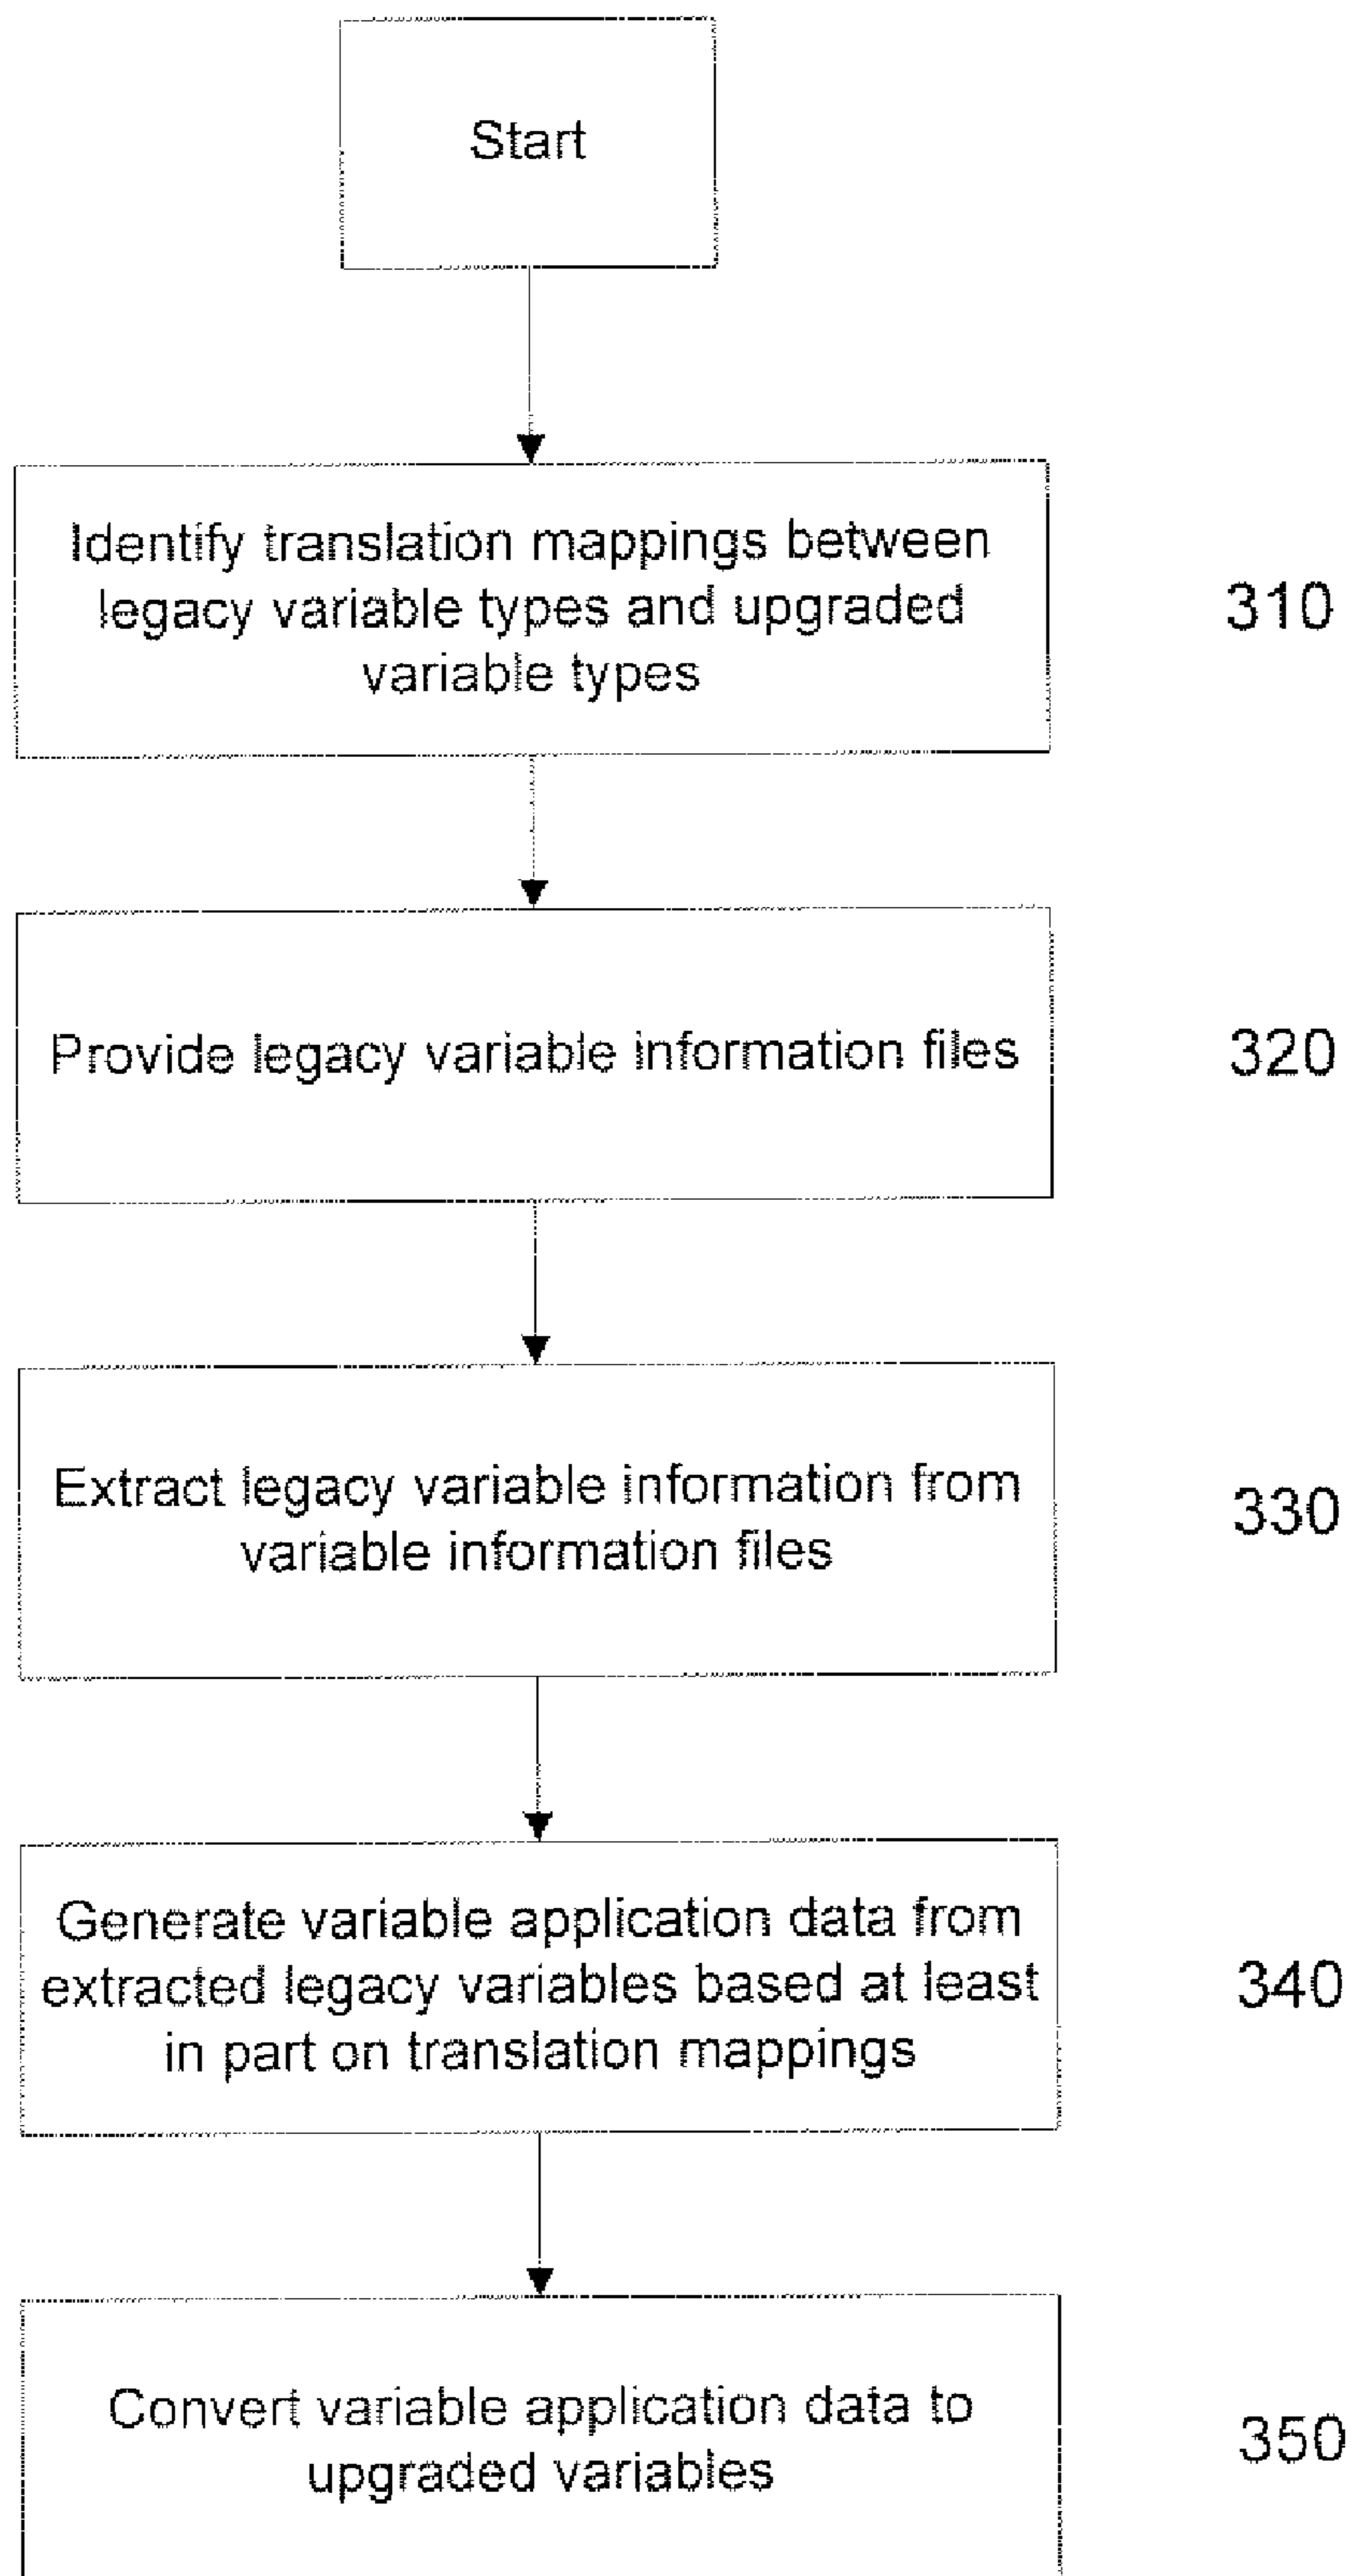 Start
Identify translation mappings between
legacy variable types and upgraded
variable types
310
Provide legacy variable information files
320
Extract legacy variable information from
variable information files
330
Generate variable application data from
extracted legacy variables based at least
in part on translation mappings
340
Convert variable application data to
upgraded variables
350